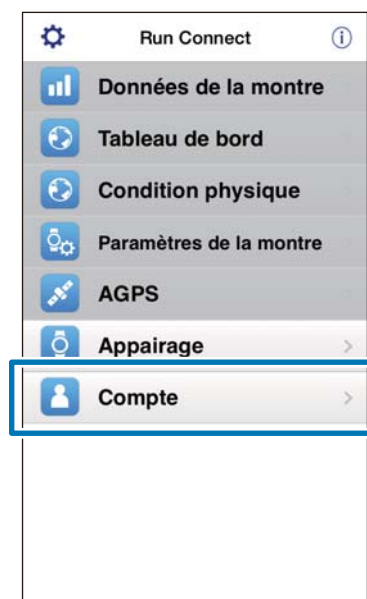 Run Connect
Données de la montre
Tableau de bord
Condition physique
Paramètres de la montre
AGPS
Appairage
Compte